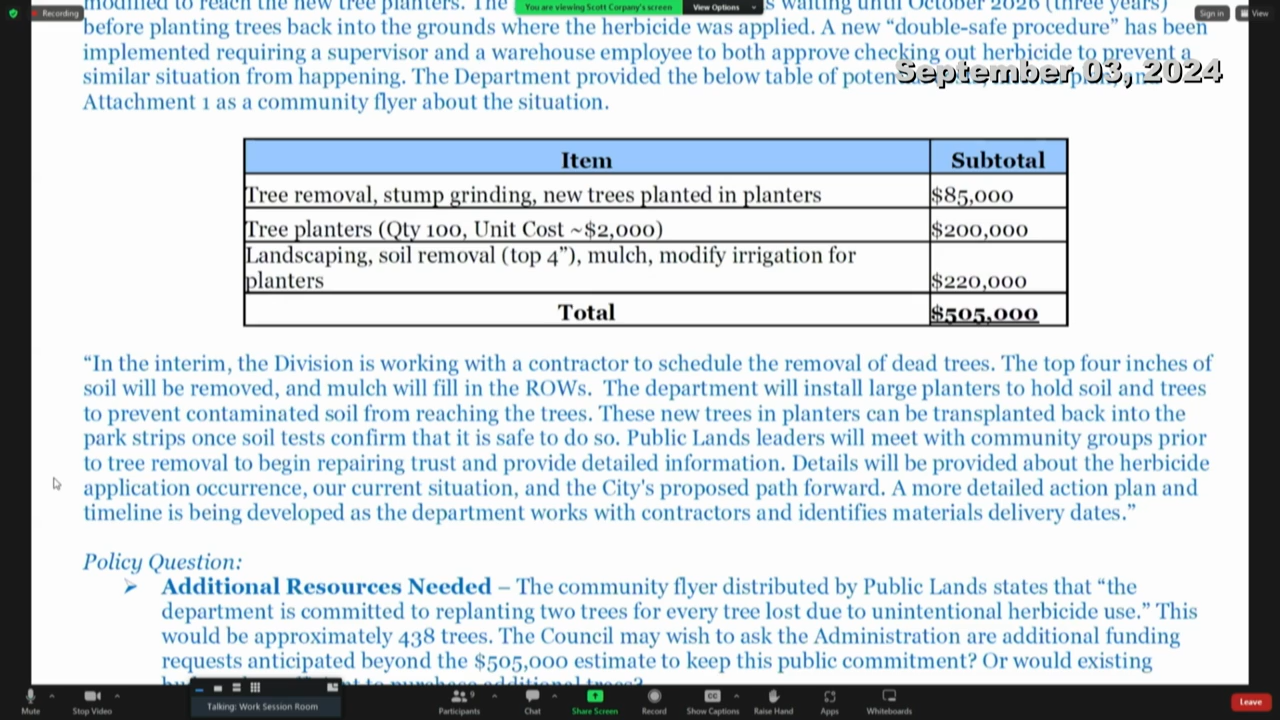 Recording
You are viewing Scott Corpany's screen
View Options
Sign in
View
modified to reach the new tree planters. The
s waiting until October 2026 (three years)
before planting trees back into the grounds where the herbicide was applied. A new "double-safe procedure" has been
implemented requiring a supervisor and a warehouse employee to both approve checking out herbicide to prevent a
similar situation from happening. The Department provided the below table of
September 03, 2024
Attachment 1 as a community flyer about the situation.
Item Subtotal
Tree removal, stump grinding, new trees planted in planters $85,000
Tree planters (Qty 100, Unit Cost ~$2,000) $200,000
Landscaping, soil removal (top 4”), mulch, modify irrigation for
planters $220,000
Total $505,000
“In the interim, the Division is working with a contractor to schedule the removal of dead trees. The top four inches of
soil will be removed, and mulch will fill in the ROWs. The department will install large planters to hold soil and trees
to prevent contaminated soil from reaching the trees. These new trees in planters can be transplanted back into the
park strips once soil tests confirm that it is safe to do so. Public Lands leaders will meet with community groups prior
to tree removal to begin repairing trust and provide detailed information. Details will be provided about the herbicide
application occurrence, our current situation, and the City's proposed path forward. A more detailed action plan and
timeline is being developed as the department works with contractors and identifies materials delivery dates.”
Policy Question:
➤ Additional Resources Needed – The community flyer distributed by Public Lands states that “the
department is committed to replanting two trees for every tree lost due to unintentional herbicide use.” This
would be approximately 438 trees. The Council may wish to ask the Administration are additional funding
requests anticipated beyond the $505,000 estimate to keep this public commitment? Or would existing
Talking: Work Session Room
Mute
Stop Video
Participants 9
Chat
Share Screen
Record
CC
Show Captions
Raise Hand
Apps
Whiteboards
Leave